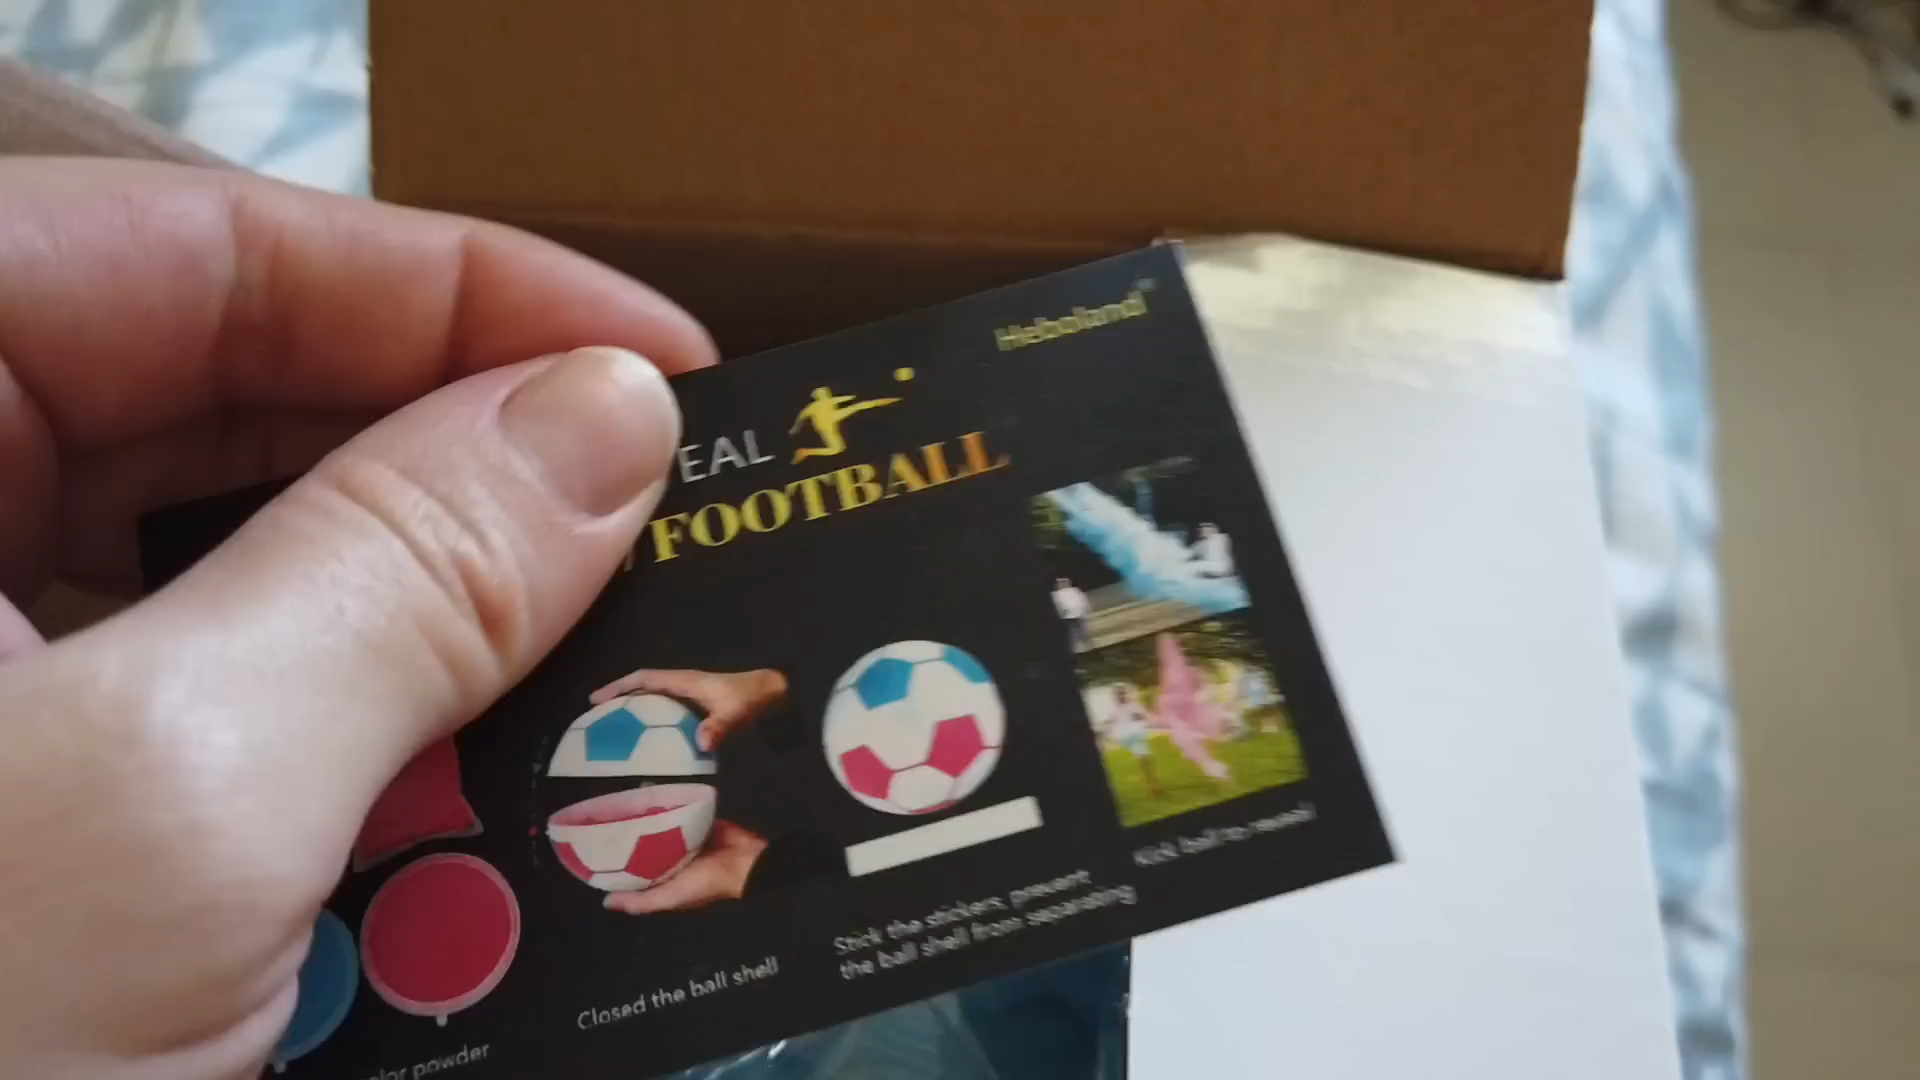 Heboland
EAL
FOOTBALL
Kick ball to reveal
Stick the stickers, prevent
the ball shell from separating
Closed the ball shell
powder